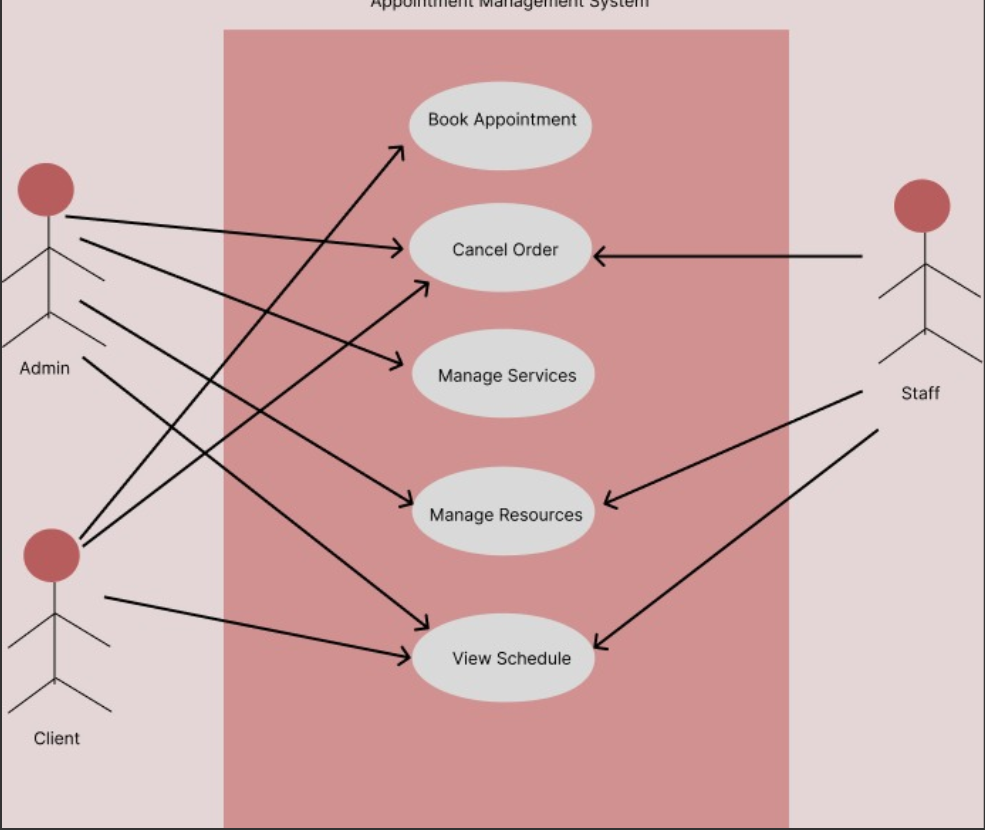 Appointment Management System
Book Appointment
Cancel Order
Manage Services
Admin
Staff
Manage Resources
View Schedule
Client